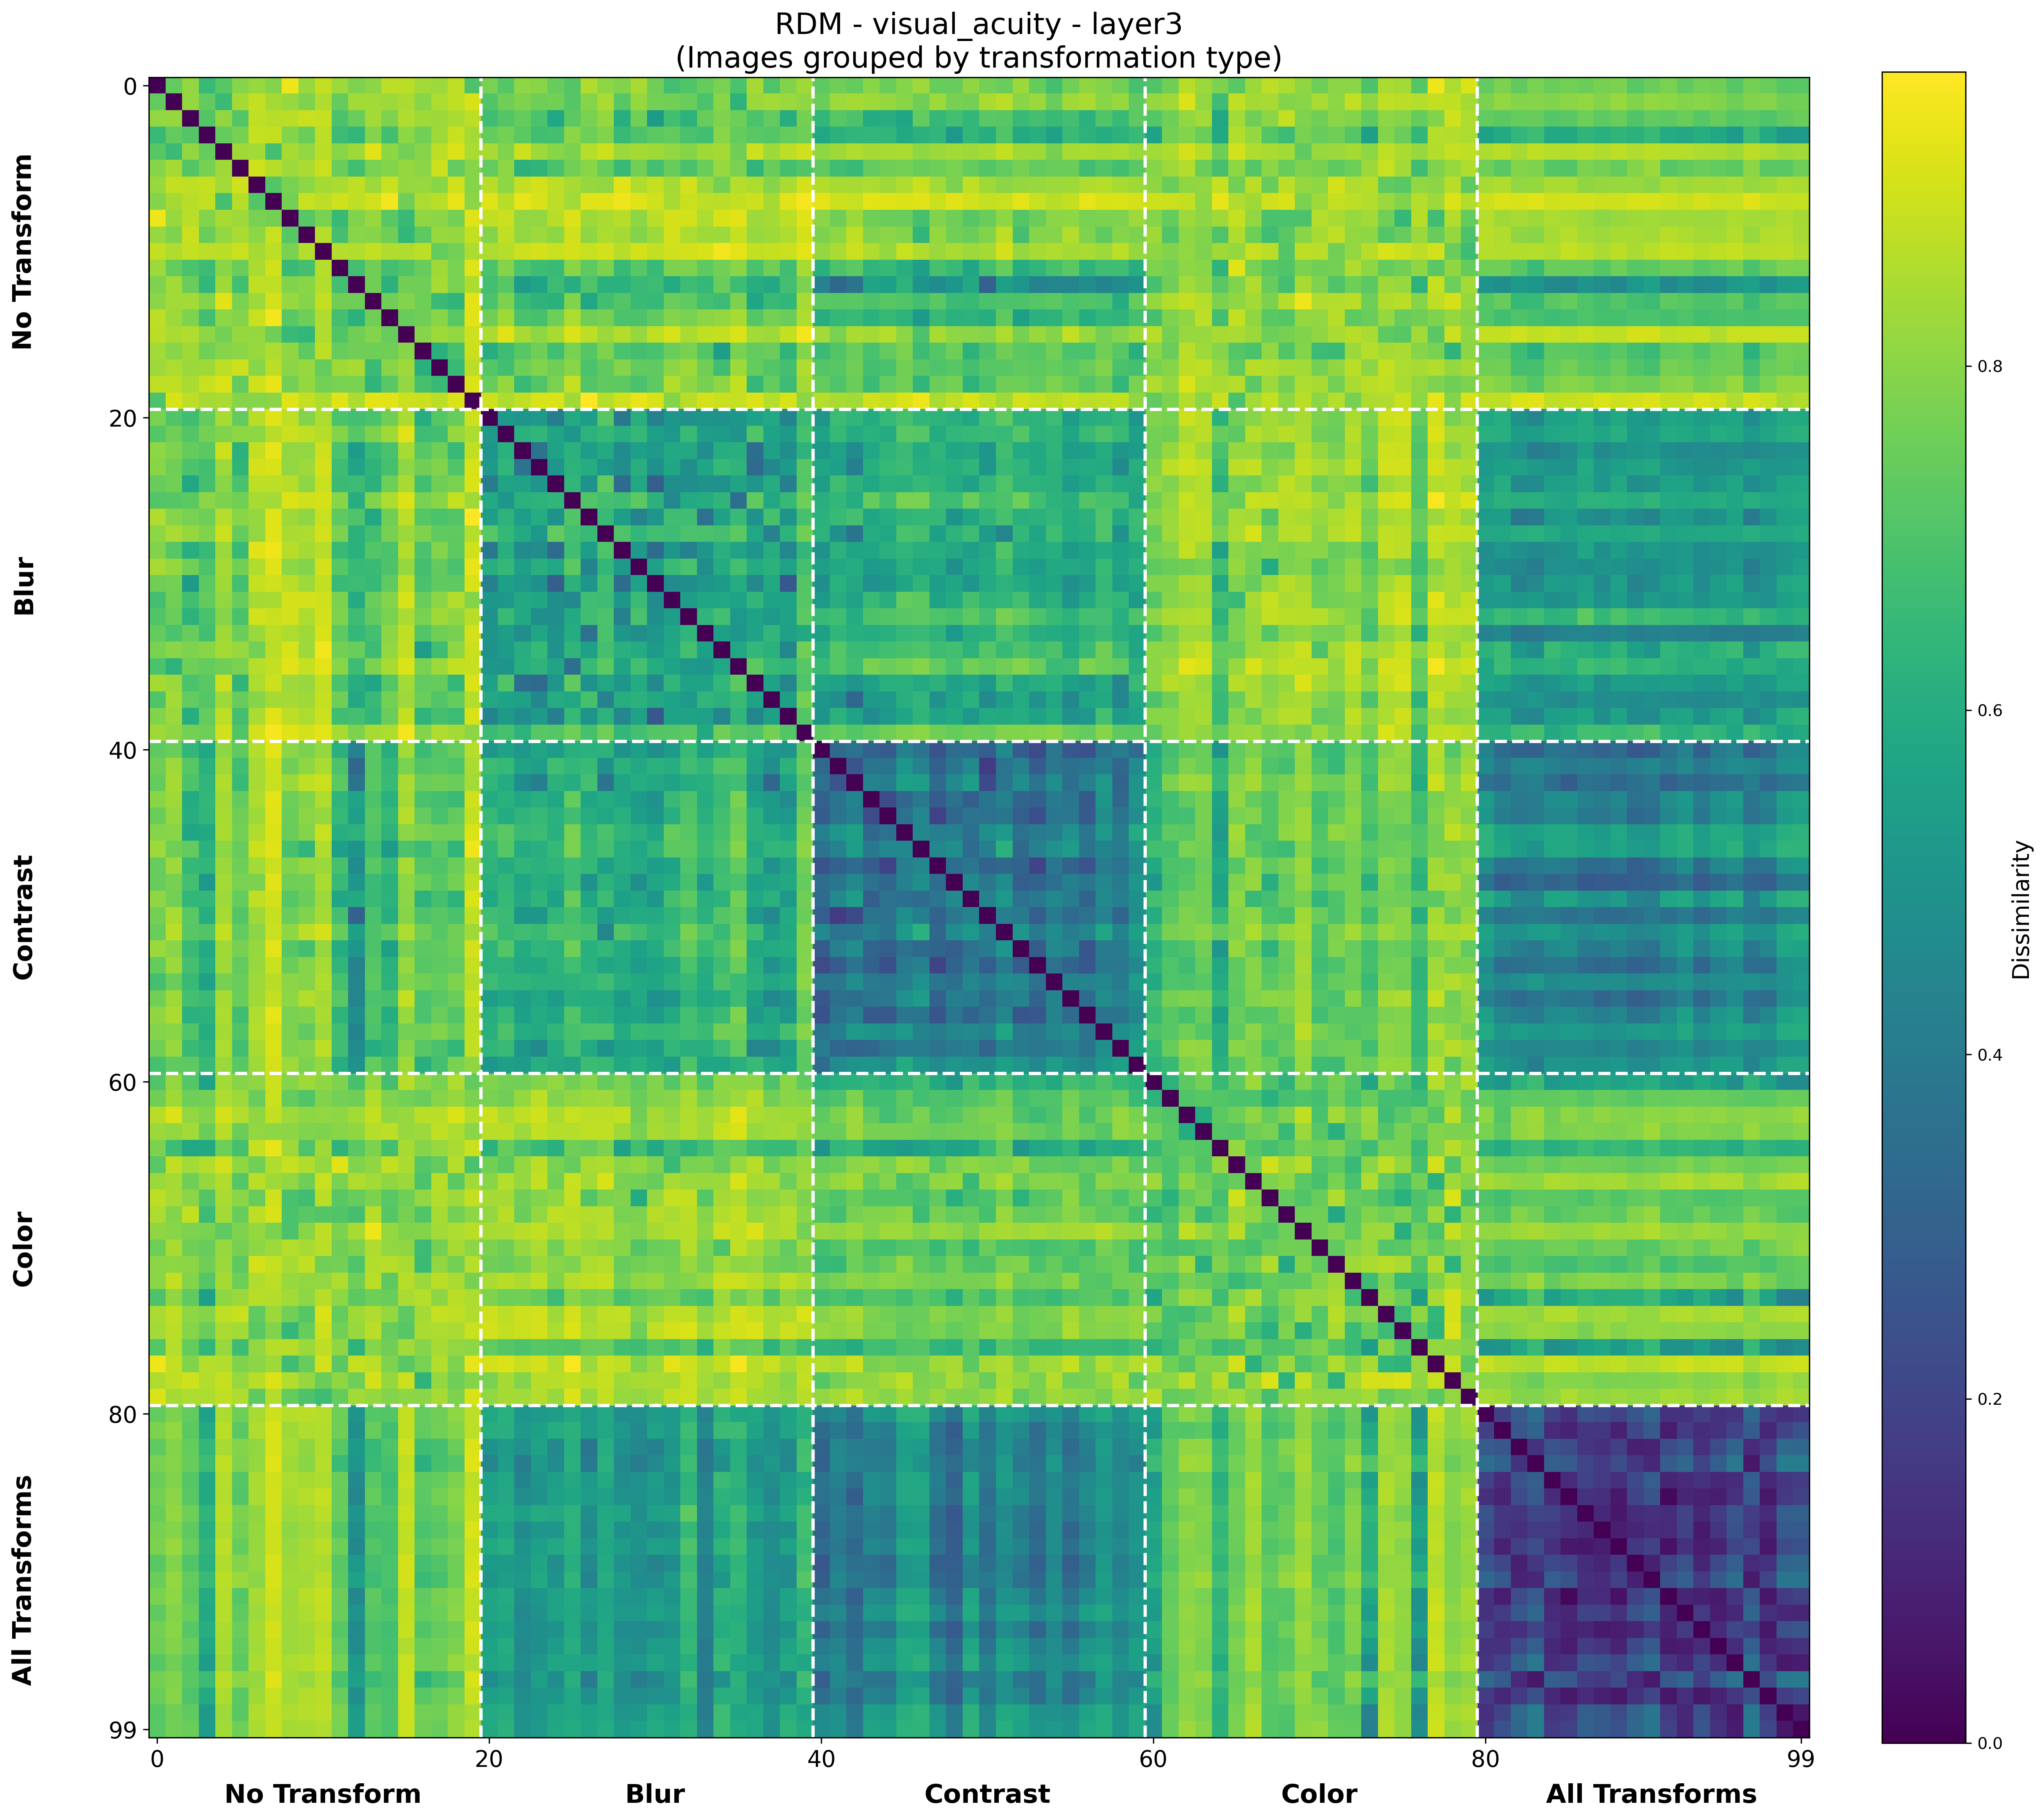 RDM - visual_acuity - layer3
(Images grouped by transformation type)
0
20
40
60
80
99
No Transform
Blur
Contrast
Color
All Transforms
0
20
40
60
80
99
No Transform
Blur
Contrast
Color
All Transforms
0.8
0.6
0.4
0.2
0.0
Dissimilarity